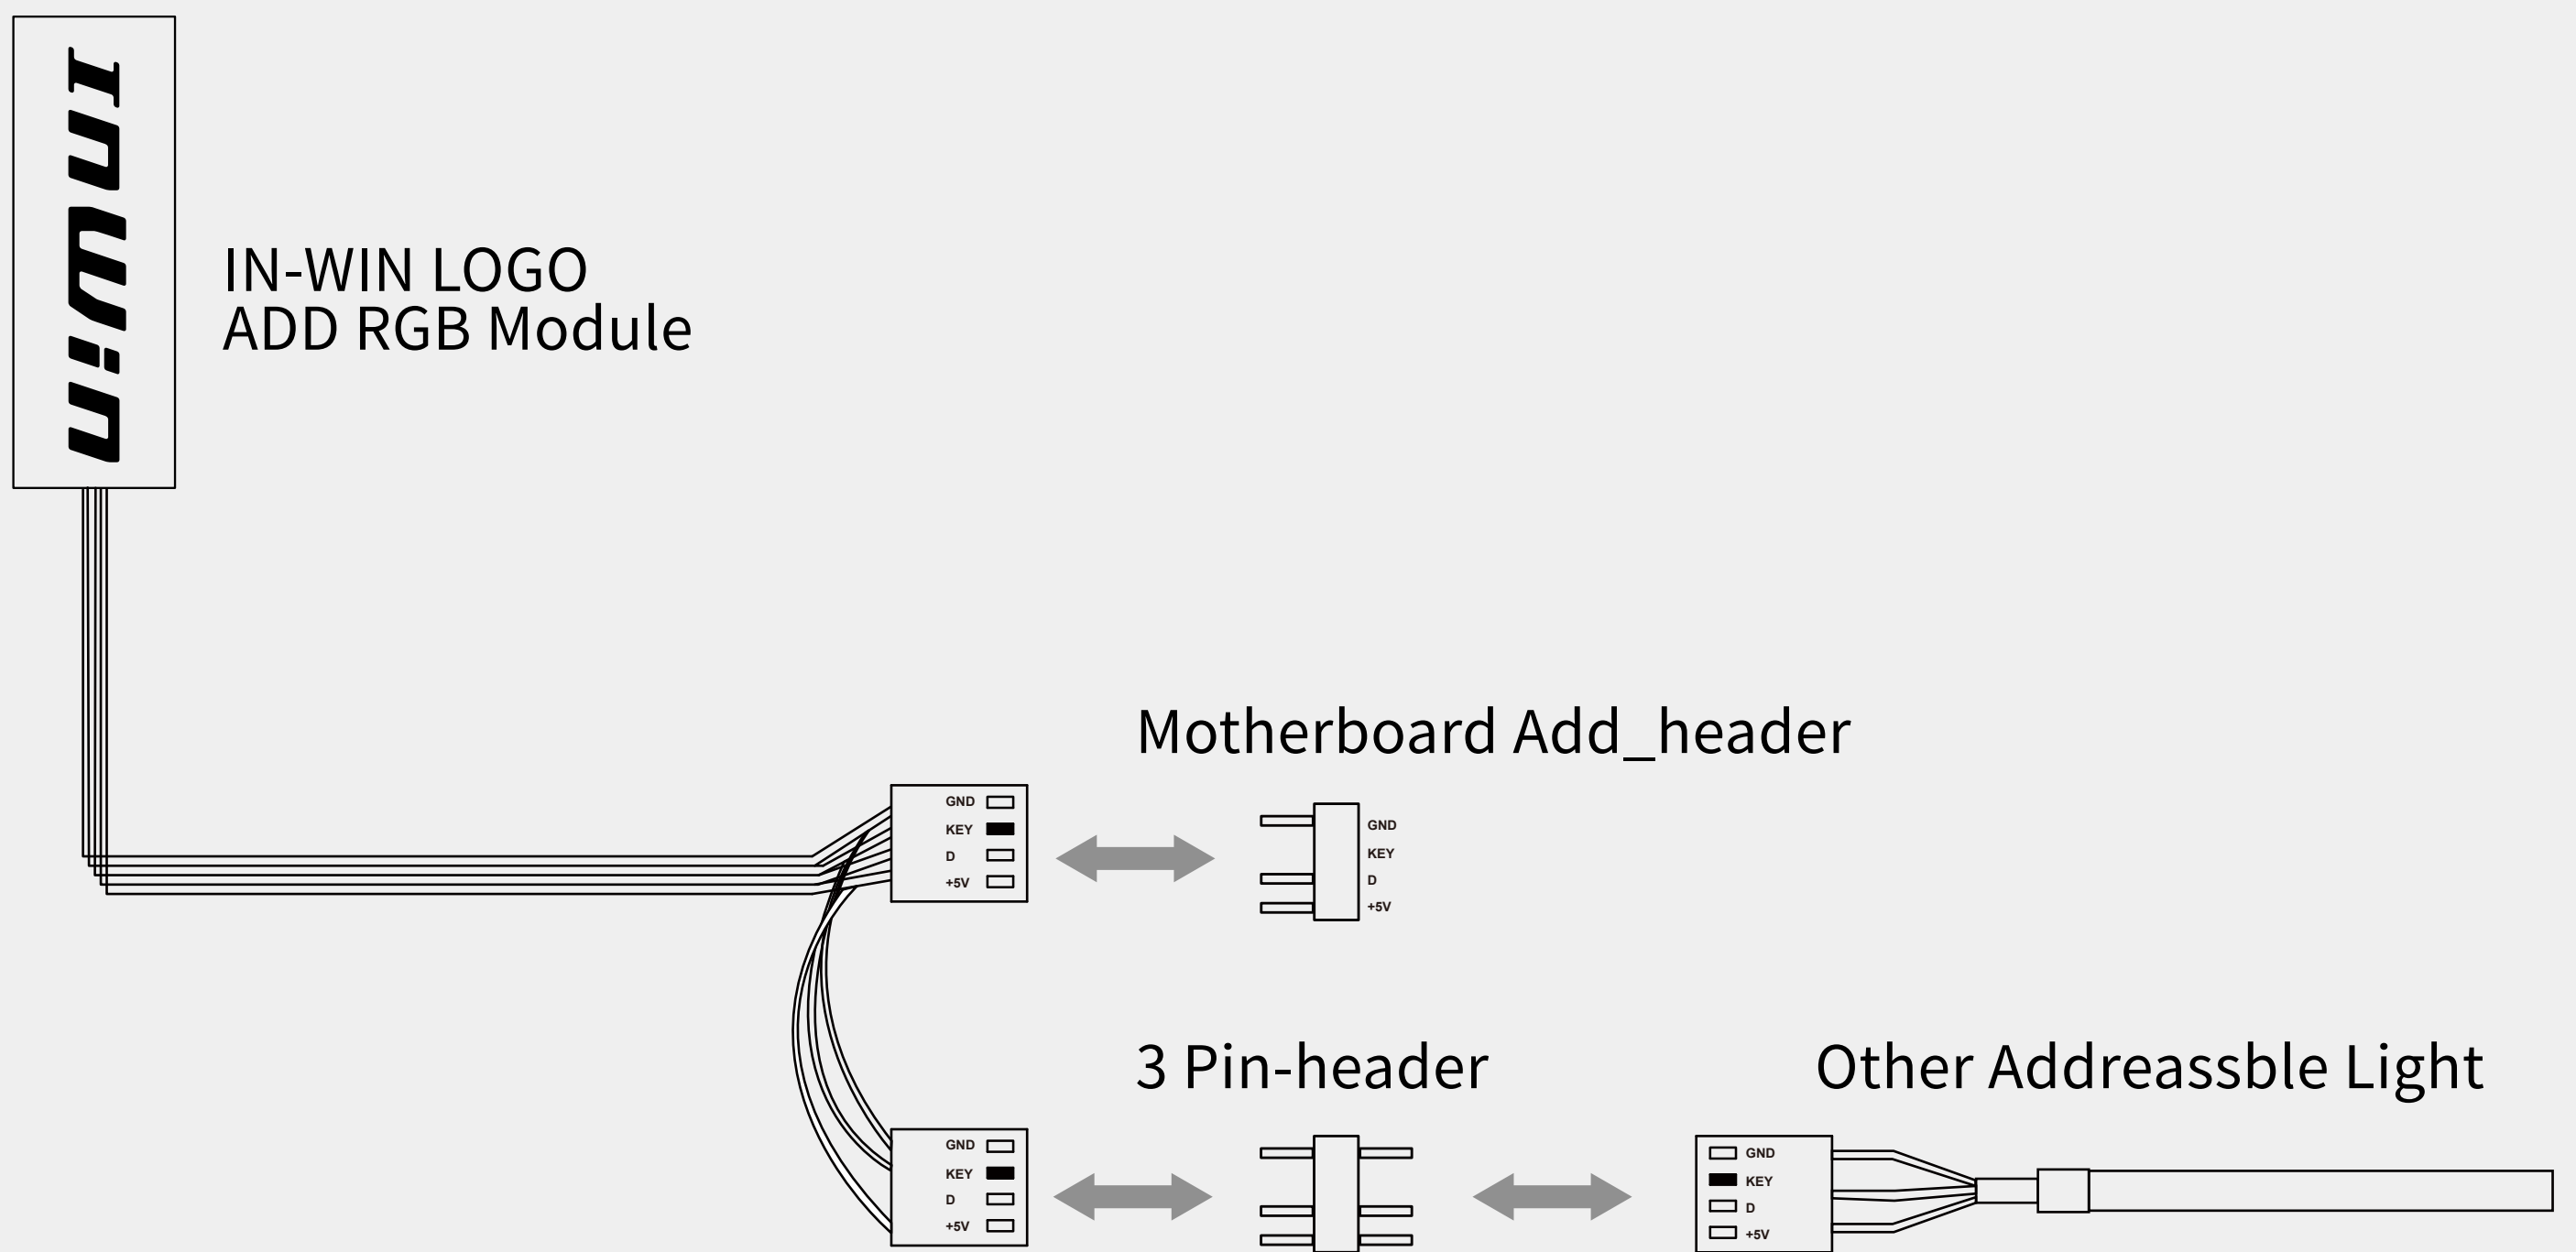 InWin
IN-WIN LOGO
ADD RGB Module
Motherboard Add_header
GND
KEY
D
+5V
GND
KEY
D
+5V
3 Pin-header
Other Addreassble Light
GND
KEY
D
+5V
GND
KEY
D
+5V